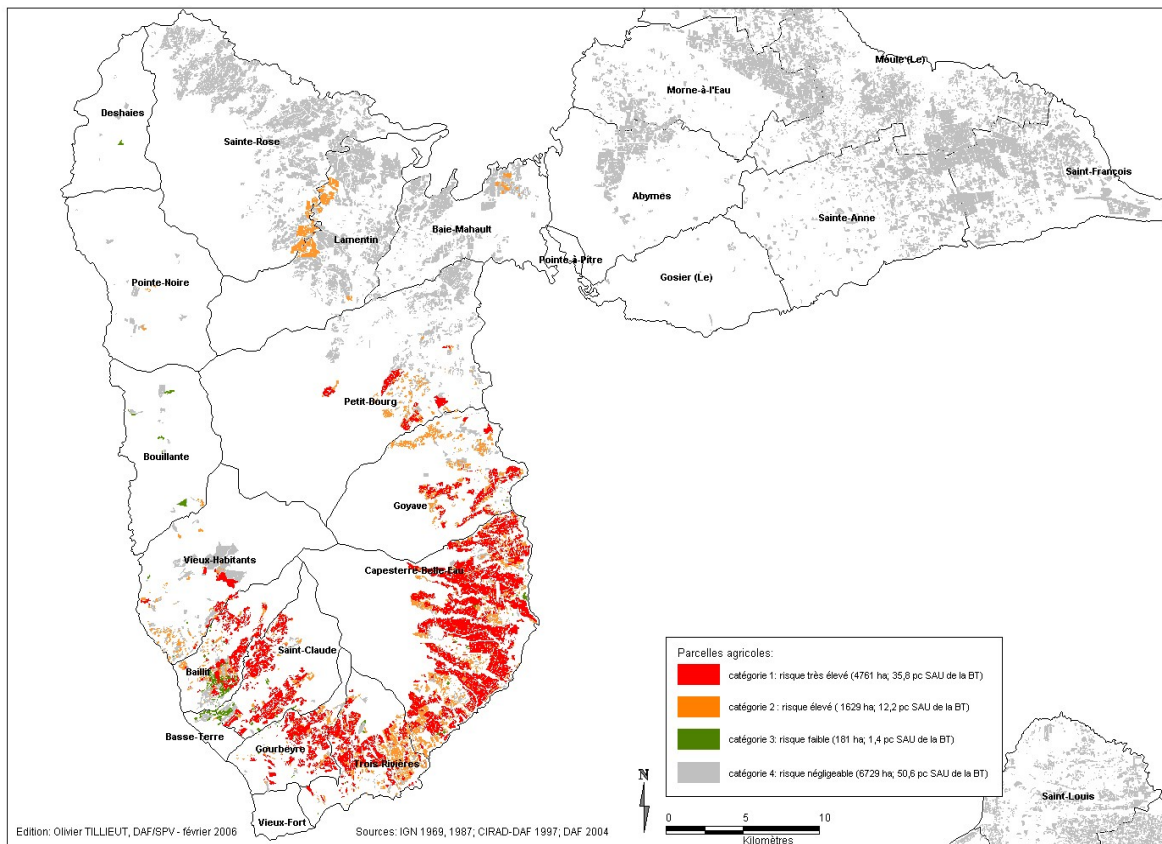 Moule (Le)
Morne-à-l'Eau
Deshaies
Sainte-Rose
Saint-François
Abymes
Sainte-Anne
Lamentin
Baie-Mahault
Pointe-à-Pitre
Gosier (Le)
Pointe-Noire
Petit-Bourg
Bouillante
Goyave
Vieux-Habitants
Capesterre-Belle-Eau
Saint-Claude
Baillif
Basse-Terre
Gourbeyre
Trois-Rivières
Vieux-Fort
Parcelles agricoles:
catégorie 1: risque très élevé (4761 ha; 35,8 pc SAU de la BT)
catégorie 2 : risque élevé ( 1629 ha; 12,2 pc SAU de la BT)
catégorie 3: risque faible (181 ha; 1,4 pc SAU de la BT)
catégorie 4: risque négligeable (6729 ha; 50,6 pc SAU de la BT)
N
0 5 10
Kilomètres
Saint-Louis
Edition: Olivier TILLIEUT, DAF/SPV - février 2006
Sources: IGN 1969, 1987; CIRAD-DAF 1997; DAF 2004